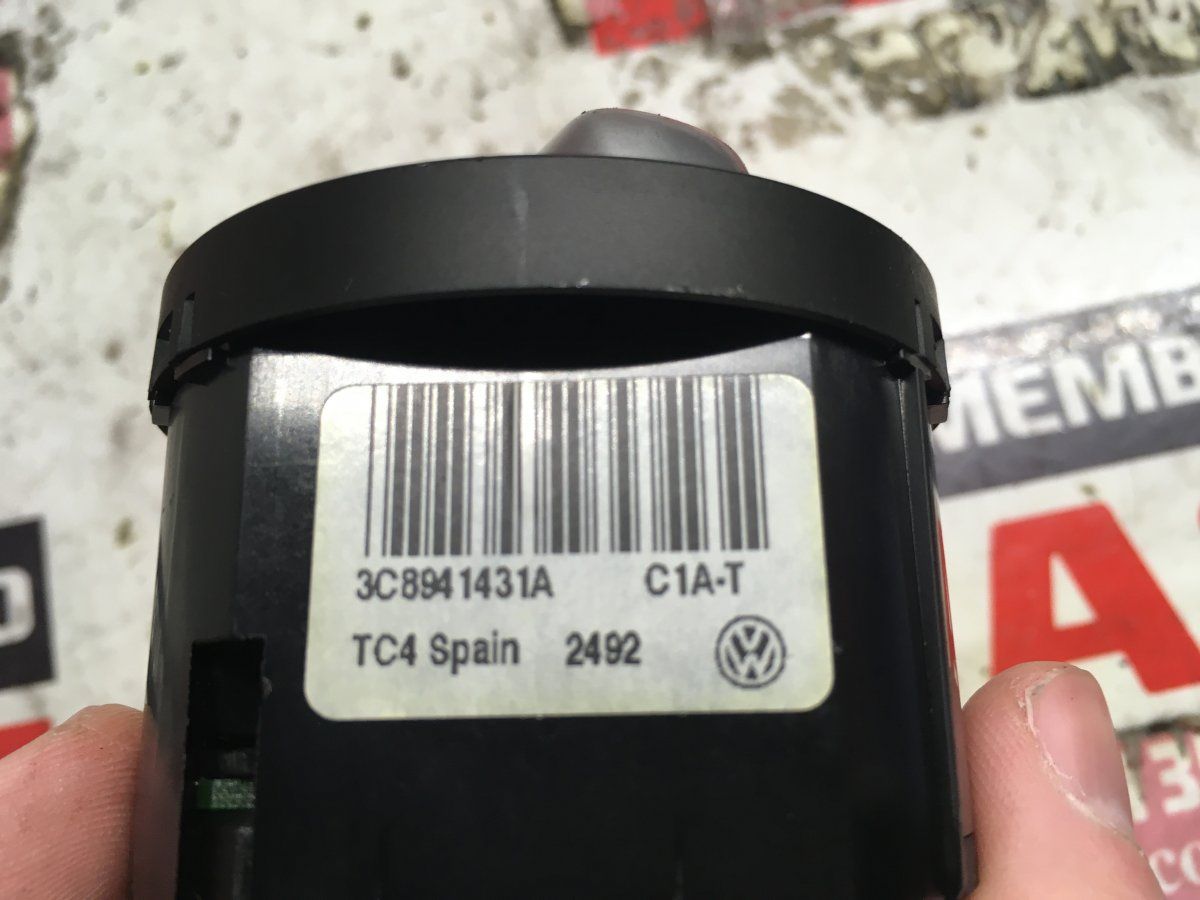 MEMB
3C8941431A C1A-T
TC4 Spain 2492